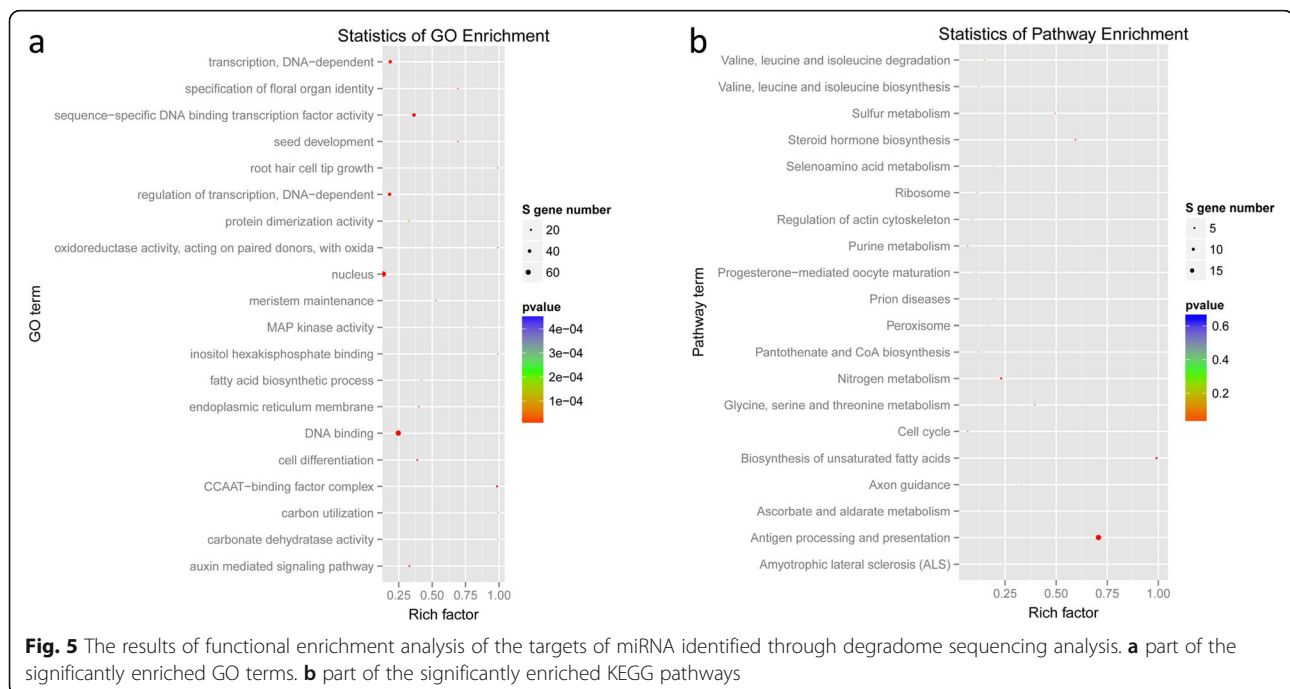 a
Statistics of GO Enrichment
transcription, DNA−dependent
specification of floral organ identity
sequence−specific DNA binding transcription factor activity
seed development
root hair cell tip growth
regulation of transcription, DNA−dependent
protein dimerization activity
oxidoreductase activity, acting on paired donors, with oxida
nucleus
meristem maintenance
MAP kinase activity
inositol hexakisphosphate binding
fatty acid biosynthetic process
endoplasmic reticulum membrane
DNA binding
cell differentiation
CCAAT−binding factor complex
carbon utilization
carbonate dehydratase activity
auxin mediated signaling pathway
GO term
0.25 0.50 0.75 1.00
Rich factor
S gene number
20
40
60
pvalue
4e−04
3e−04
2e−04
1e−04
b
Statistics of Pathway Enrichment
Valine, leucine and isoleucine degradation
Valine, leucine and isoleucine biosynthesis
Sulfur metabolism
Steroid hormone biosynthesis
Selenoamino acid metabolism
Ribosome
Regulation of actin cytoskeleton
Purine metabolism
Progesterone−mediated oocyte maturation
Prion diseases
Peroxisome
Pantothenate and CoA biosynthesis
Nitrogen metabolism
Glycine, serine and threonine metabolism
Cell cycle
Biosynthesis of unsaturated fatty acids
Axon guidance
Ascorbate and aldarate metabolism
Antigen processing and presentation
Amyotrophic lateral sclerosis (ALS)
Pathway term
0.25 0.50 0.75 1.00
Rich factor
S gene number
5
10
15
pvalue
0.6
0.4
0.2
Fig. 5 The results of functional enrichment analysis of the targets of miRNA identified through degradome sequencing analysis. a part of the
significantly enriched GO terms. b part of the significantly enriched KEGG pathways